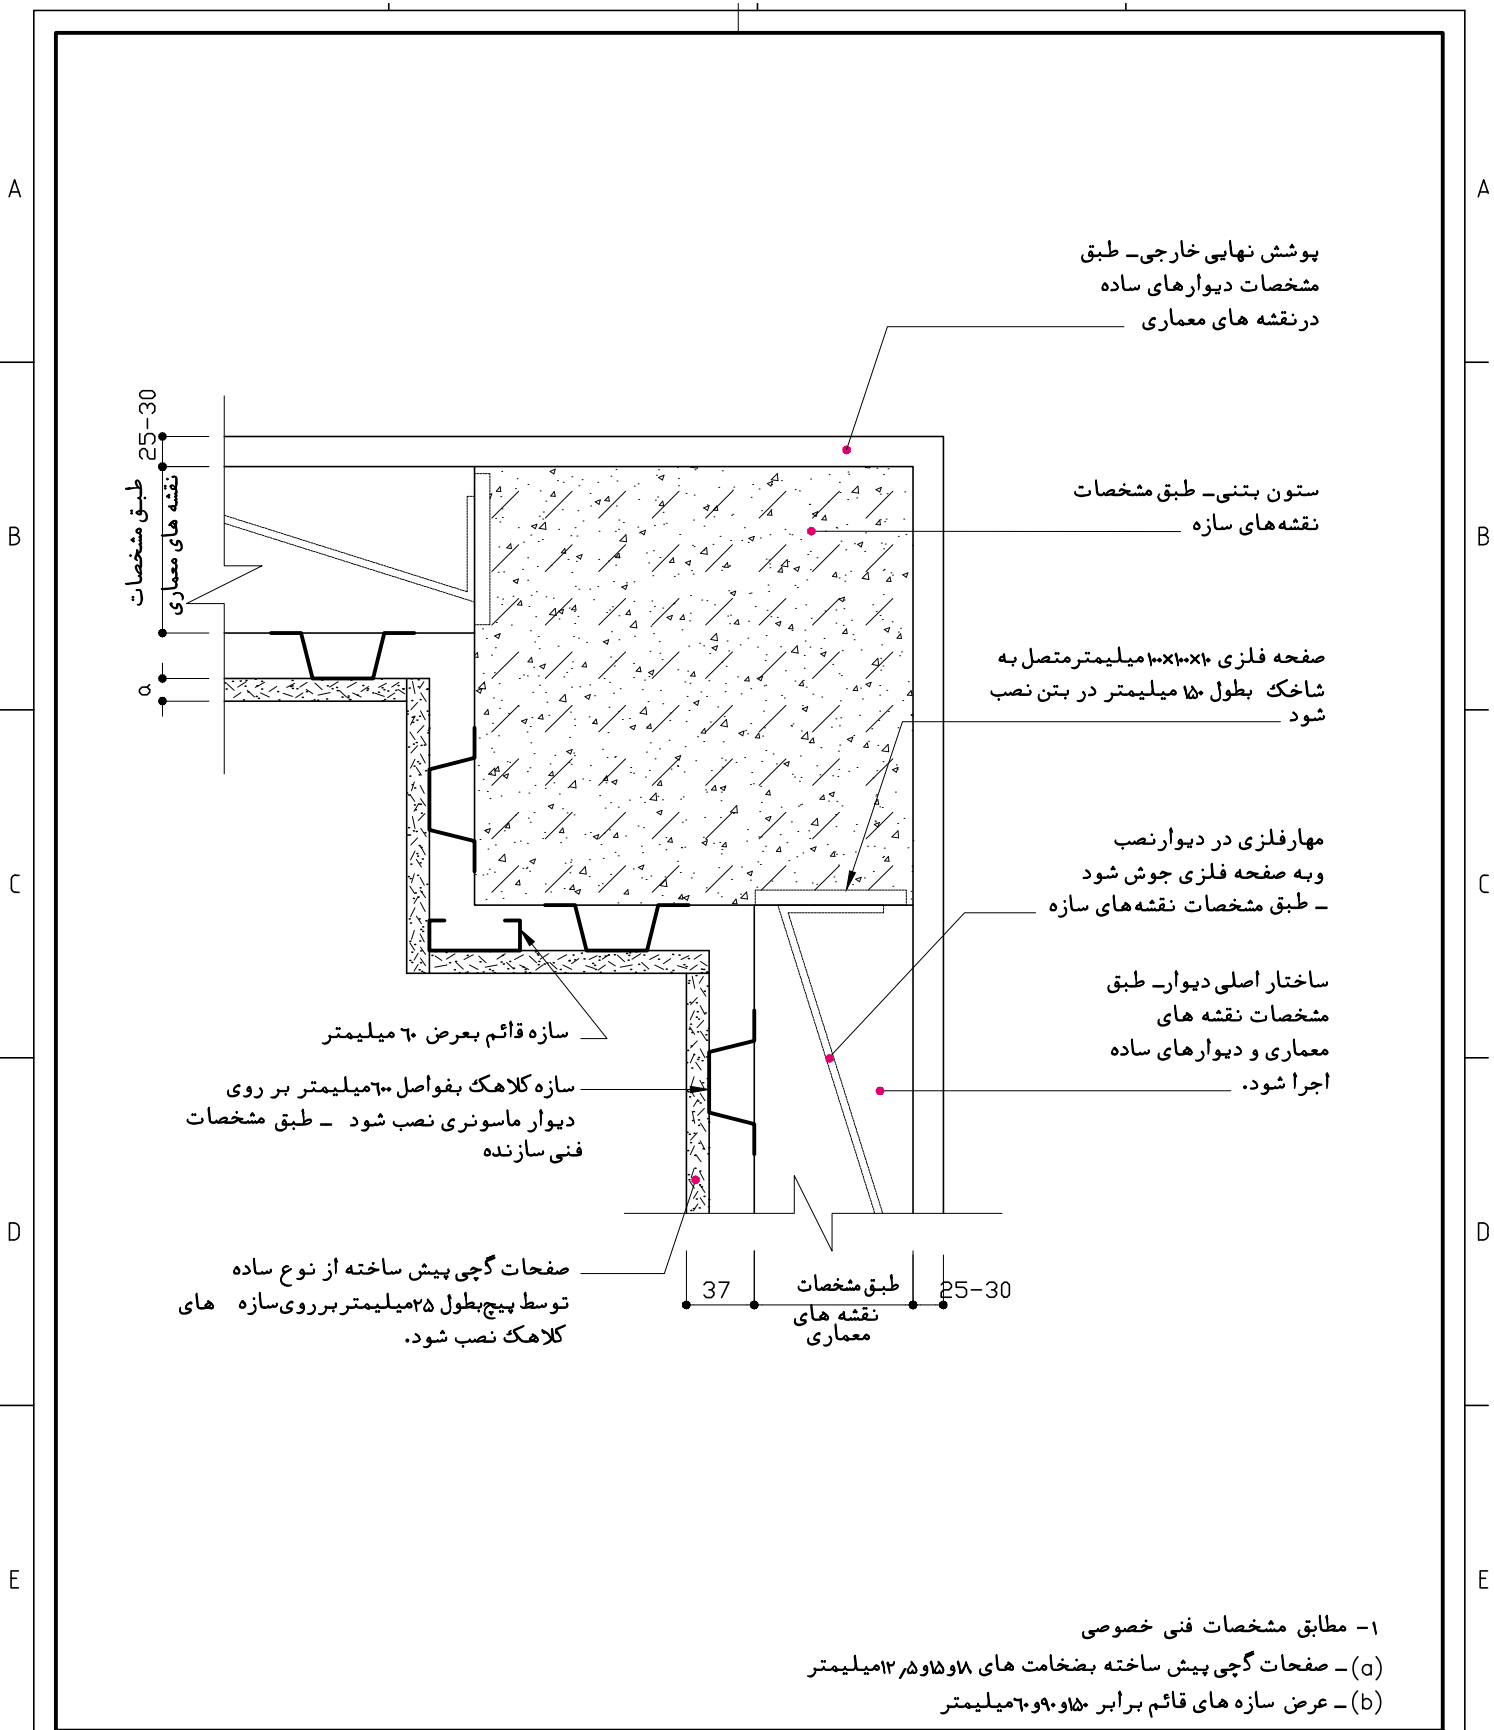 A
A
پوشش نهایی خارجی- طبق
مشخصات دیوارهای ساده
درنقشه های معماری
25-30
طبق مشخصات
نقشه های معماری
a
B
B
ستون بتنی- طبق مشخصات
نقشه‌های سازه
صفحه فلزی ۱۰۰x۱۰۰x۱۰میلیمترمتصل به
شاخک بطول ۱۵۰ میلیمتر در بتن نصب
شود
مهارفلزی در دیوارنصب
وبه صفحه فلزی جوش شود
- طبق مشخصات نقشه‌های سازه
C
C
ساختار اصلی دیوار- طبق
مشخصات نقشه های
معماری و دیوارهای ساده
اجرا شود.
سازه قائم بعرض ۶۰ میلیمتر
سازه کلاهک بفواصل ۶۰۰میلیمتر بر روی
دیوار ماسونری نصب شود - طبق مشخصات
فنی سازنده
D
D
صفحات گچی پیش ساخته از نوع ساده
توسط پیچ‌بطول ۲۵میلیمتربرروی‌سازه های
کلاهک نصب شود.
37
طبق مشخصات
نقشه های
معماری
25-30
E
E
۱- مطابق مشخصات فنی خصوصی
(a)- صفحات گچی پیش ساخته بضخامت های ۱۸و۱۵و۱۲٫۵میلیمتر
(b)- عرض سازه های قائم برابر ۱۵۰و۹۰و۶۰میلیمتر